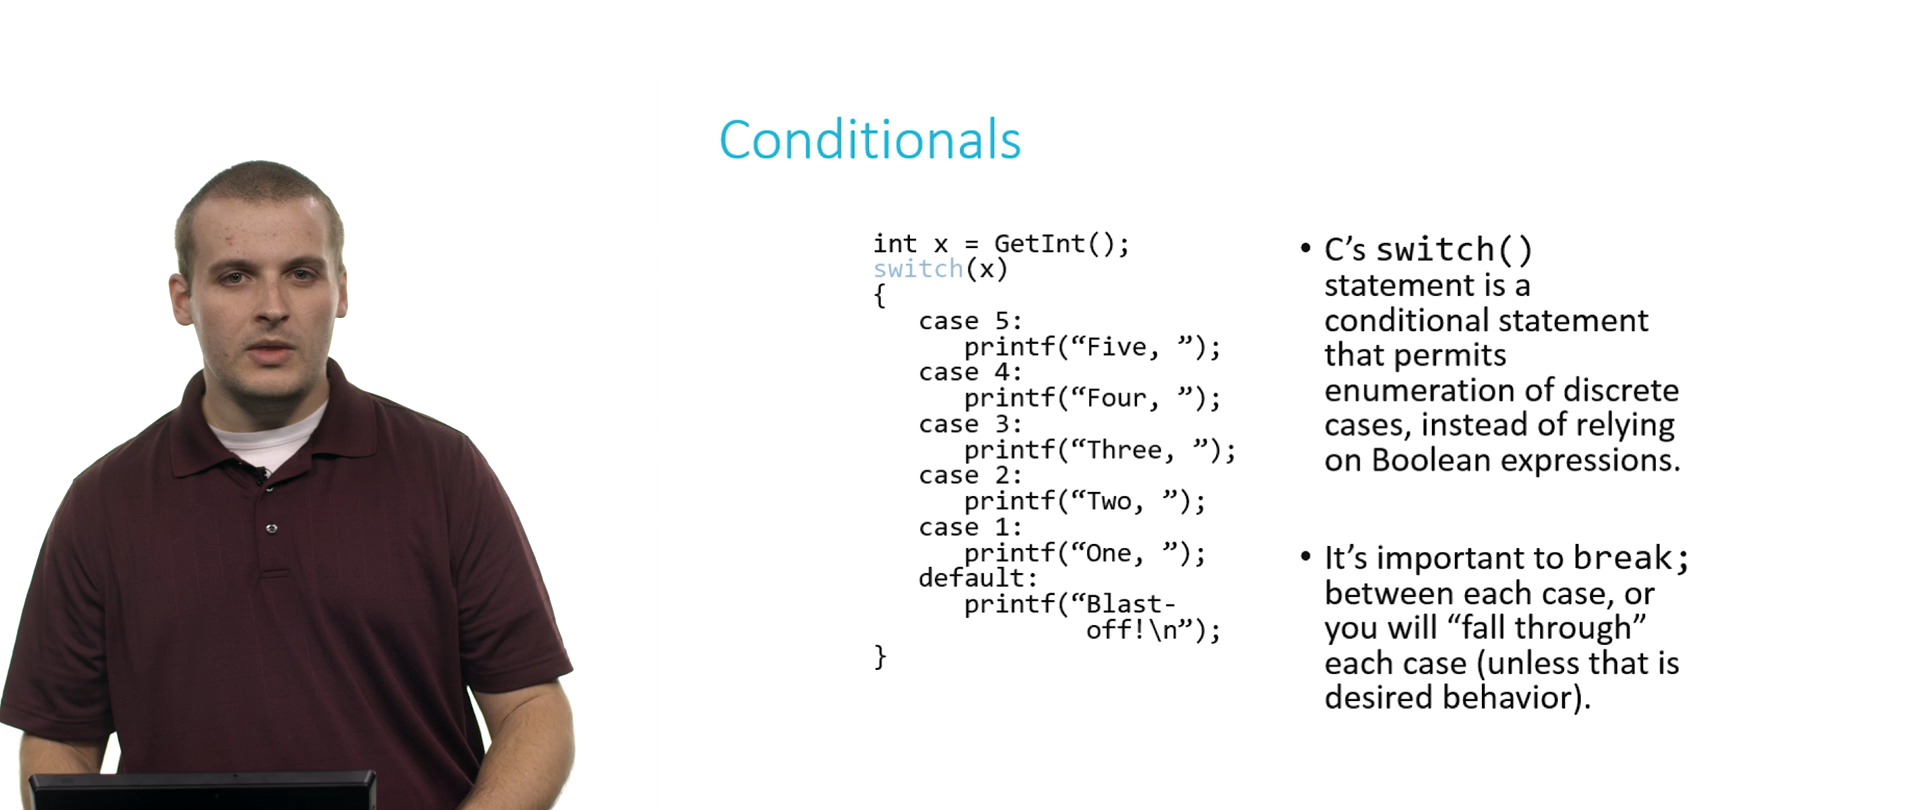 Conditionals
int x = GetInt();
switch(x)
{
case 5:
printf(“Five, ”);
case 4:
printf(“Four, ”);
case 3:
printf(“Three, ”);
case 2:
printf(“Two, ”);
case 1:
printf(“One, ”);
default:
printf(“Blast-
off!\n”);
}
• C’s switch()
statement is a
conditional statement
that permits
enumeration of discrete
cases, instead of relying
on Boolean expressions.
• It’s important to break;
between each case, or
you will “fall through”
each case (unless that is
desired behavior).